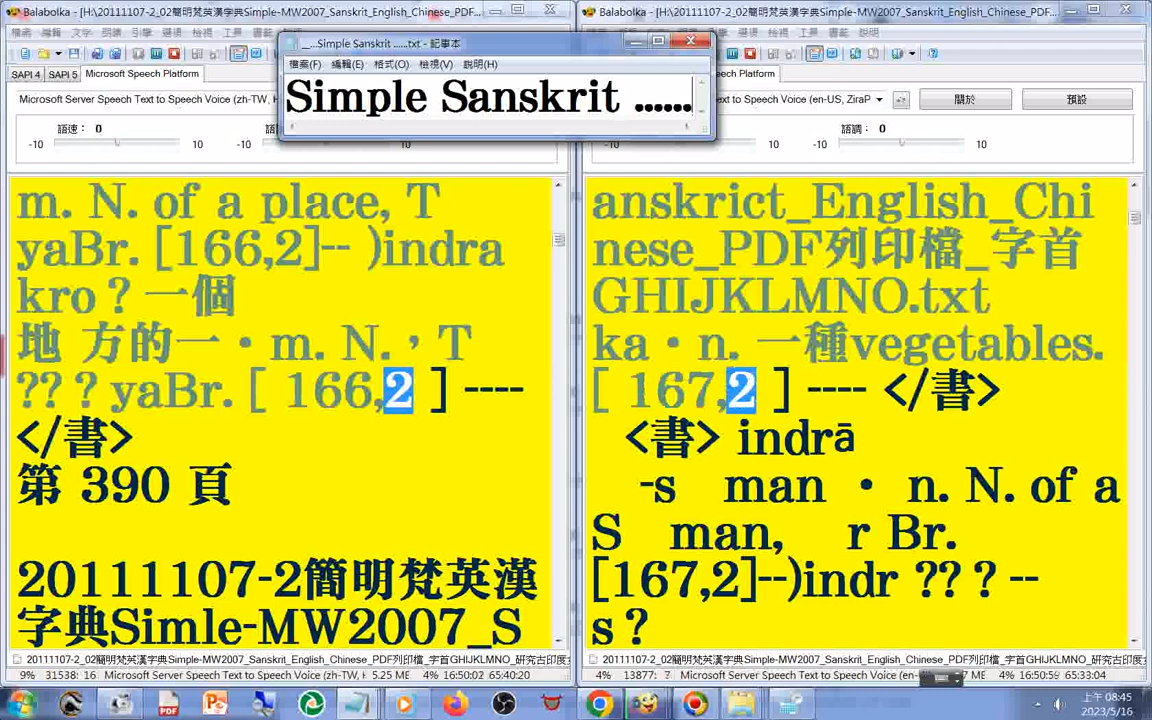 Balabolka - [H:\20111107-2_02簡明梵英漢字典Simple-MW2007_Sanskrit_English_Chinese_PDF...
SAPI 4 SAPI 5 Microsoft Speech Platform
Microsoft Server Speech Text to Speech Voice (zh-TW, H
語速： 0
-10 10 -10 10
m. N. of a place, T
yaBr. [166,2]-- )indra
kro？一個
地 方的一・m. N.，T
??？yaBr. [ 166,2 ] ----
</書>
第 390 頁
20111107-2簡明梵英漢
字典Simle-MW2007_S
20111107-2_02簡明梵英漢字典Simple-MW2007_Sanskrit_English_Chinese_PDF列印檔_字首GHIJKLMNO_研究古印度
9% 31538: 16 Microsoft Server Speech Text to Speech Voice (zh-TW, 5.25 ME 4% 16:50:02 65:40:20
__...Simple Sanskrit ......txt - 記事本
檔案(F) 編輯(E) 格式(O) 檢視(V) 說明(H)
Simple Sanskrit ......
Balabolka - [H:\20111107-2_02簡明梵英漢字典Simple-MW2007_Sanskrit_English_Chinese_PDF...
eech Platform
ext to Speech Voice (en-US, ZiraP 關於 預設
語調： 0
-10 10
anskrict_English_Chi
nese_PDF列印檔_字首
GHIJKLMNO.txt
ka・n. 一種vegetables.
[ 167,2 ] ---- </書>
<書> indrā
-s man ・ n. N. of a
S man, r Br.
[167,2]--)indr ??？--
s？
20111107-2_02簡明梵英漢字典Simple-MW2007_Sanskrit_English_Chinese_PDF列印檔_字首GHIJKLMNO_研究古印度
4% 13877: 7 Microsoft Server Speech Text to Speech Voice (en-US, ME 4% 16:50:59 65:33:04
上午 08:45
2023/5/16